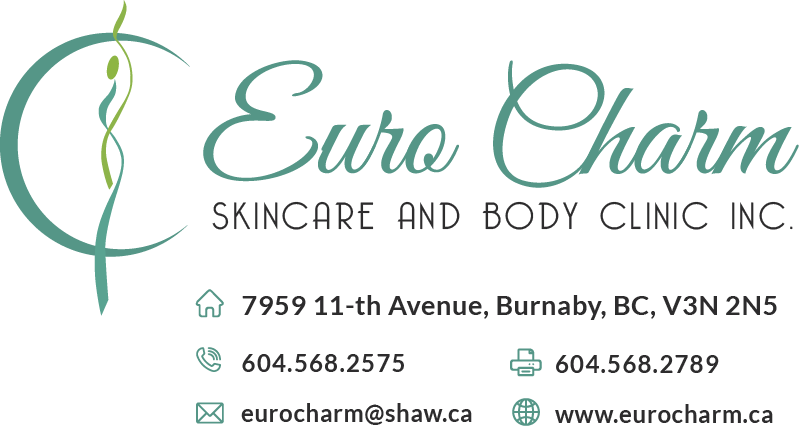 Euro Charm
SKINCARE AND BODY CLINIC INC.
7959 11-th Avenue, Burnaby, BC, V3N 2N5
604.568.2575 604.568.2789
eurocharm@shaw.ca www.eurocharm.ca